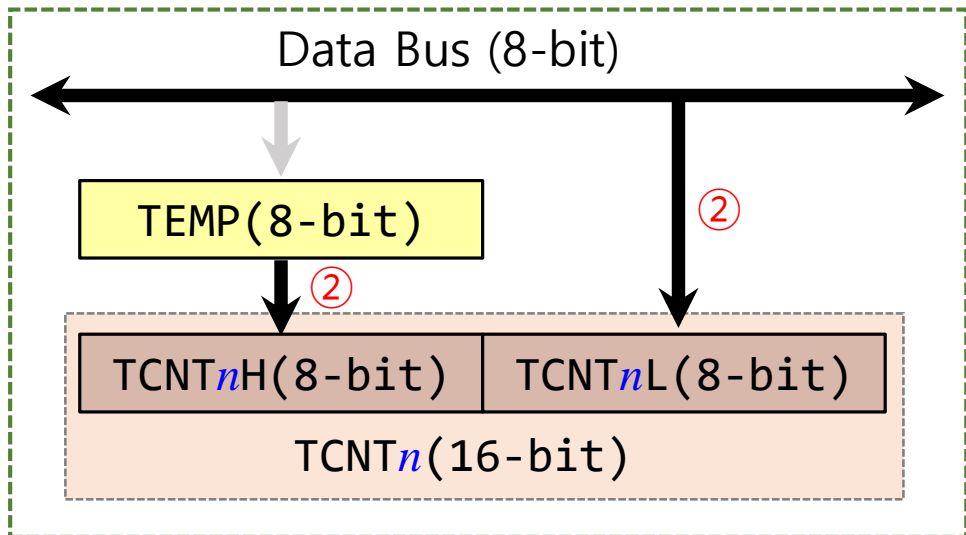 Data Bus (8-bit)
②
TEMP(8-bit)
②
TCNTnH(8-bit) TCNTnL(8-bit)
TCNTn(16-bit)